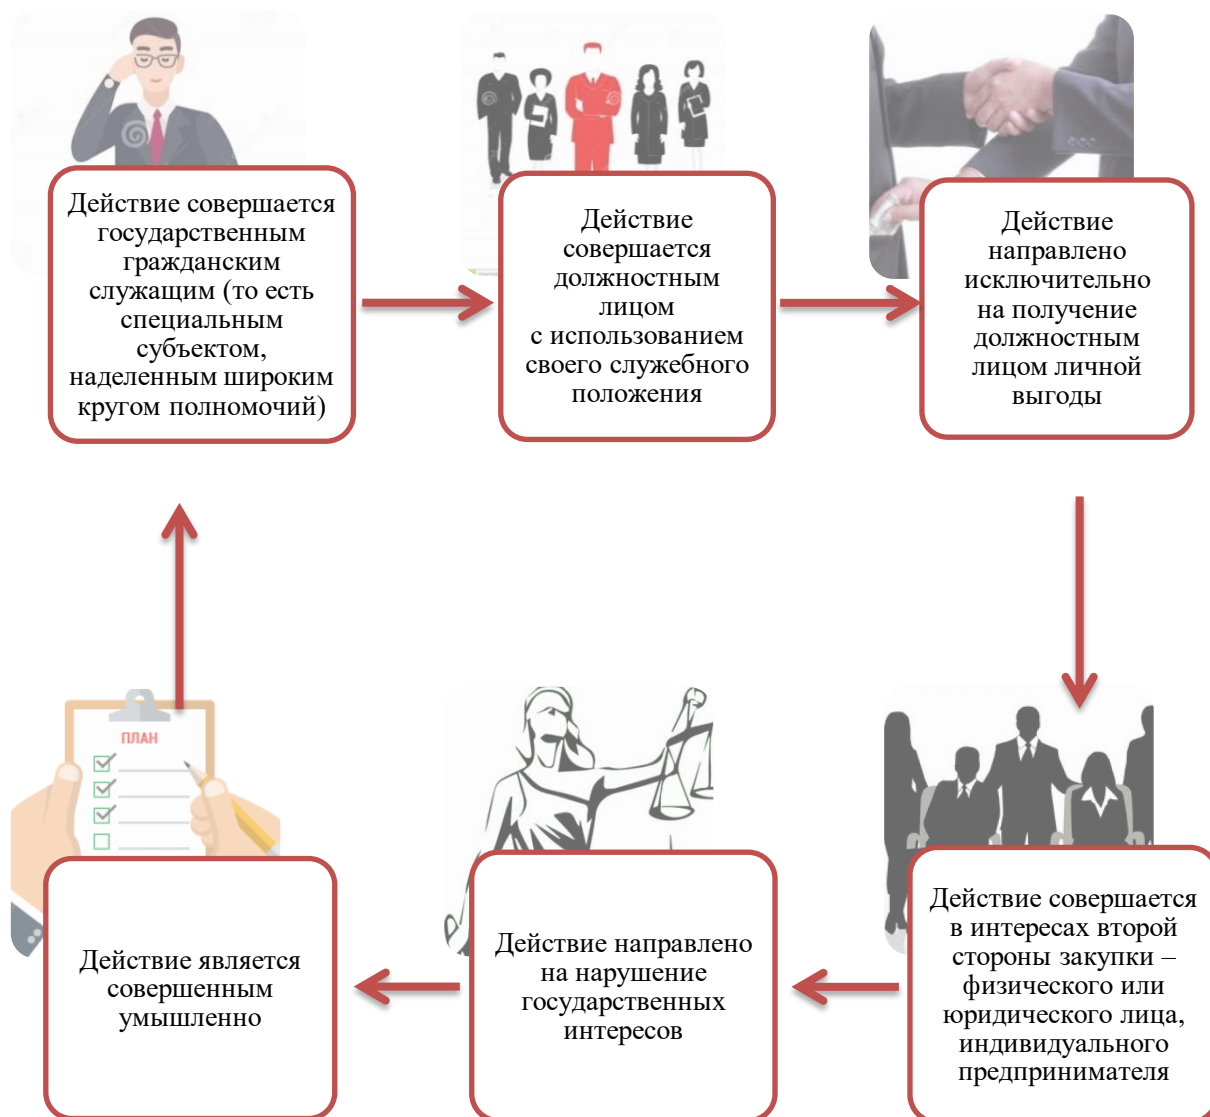 Действие совершается
государственным
гражданским
служащим (то есть
специальным
субъектом,
наделенным широким
кругом полномочий)
Действие
совершается
должностным
лицом
с использованием
своего служебного
положения
Действие
направлено
исключительно
на получение
должностным
лицом личной
выгоды
Действие совершается
в интересах второй
стороны закупки –
физического или
юридического лица,
индивидуального
предпринимателя
Действие направлено
на нарушение
государственных
интересов
ПЛАН
Действие является
совершенным
умышленно